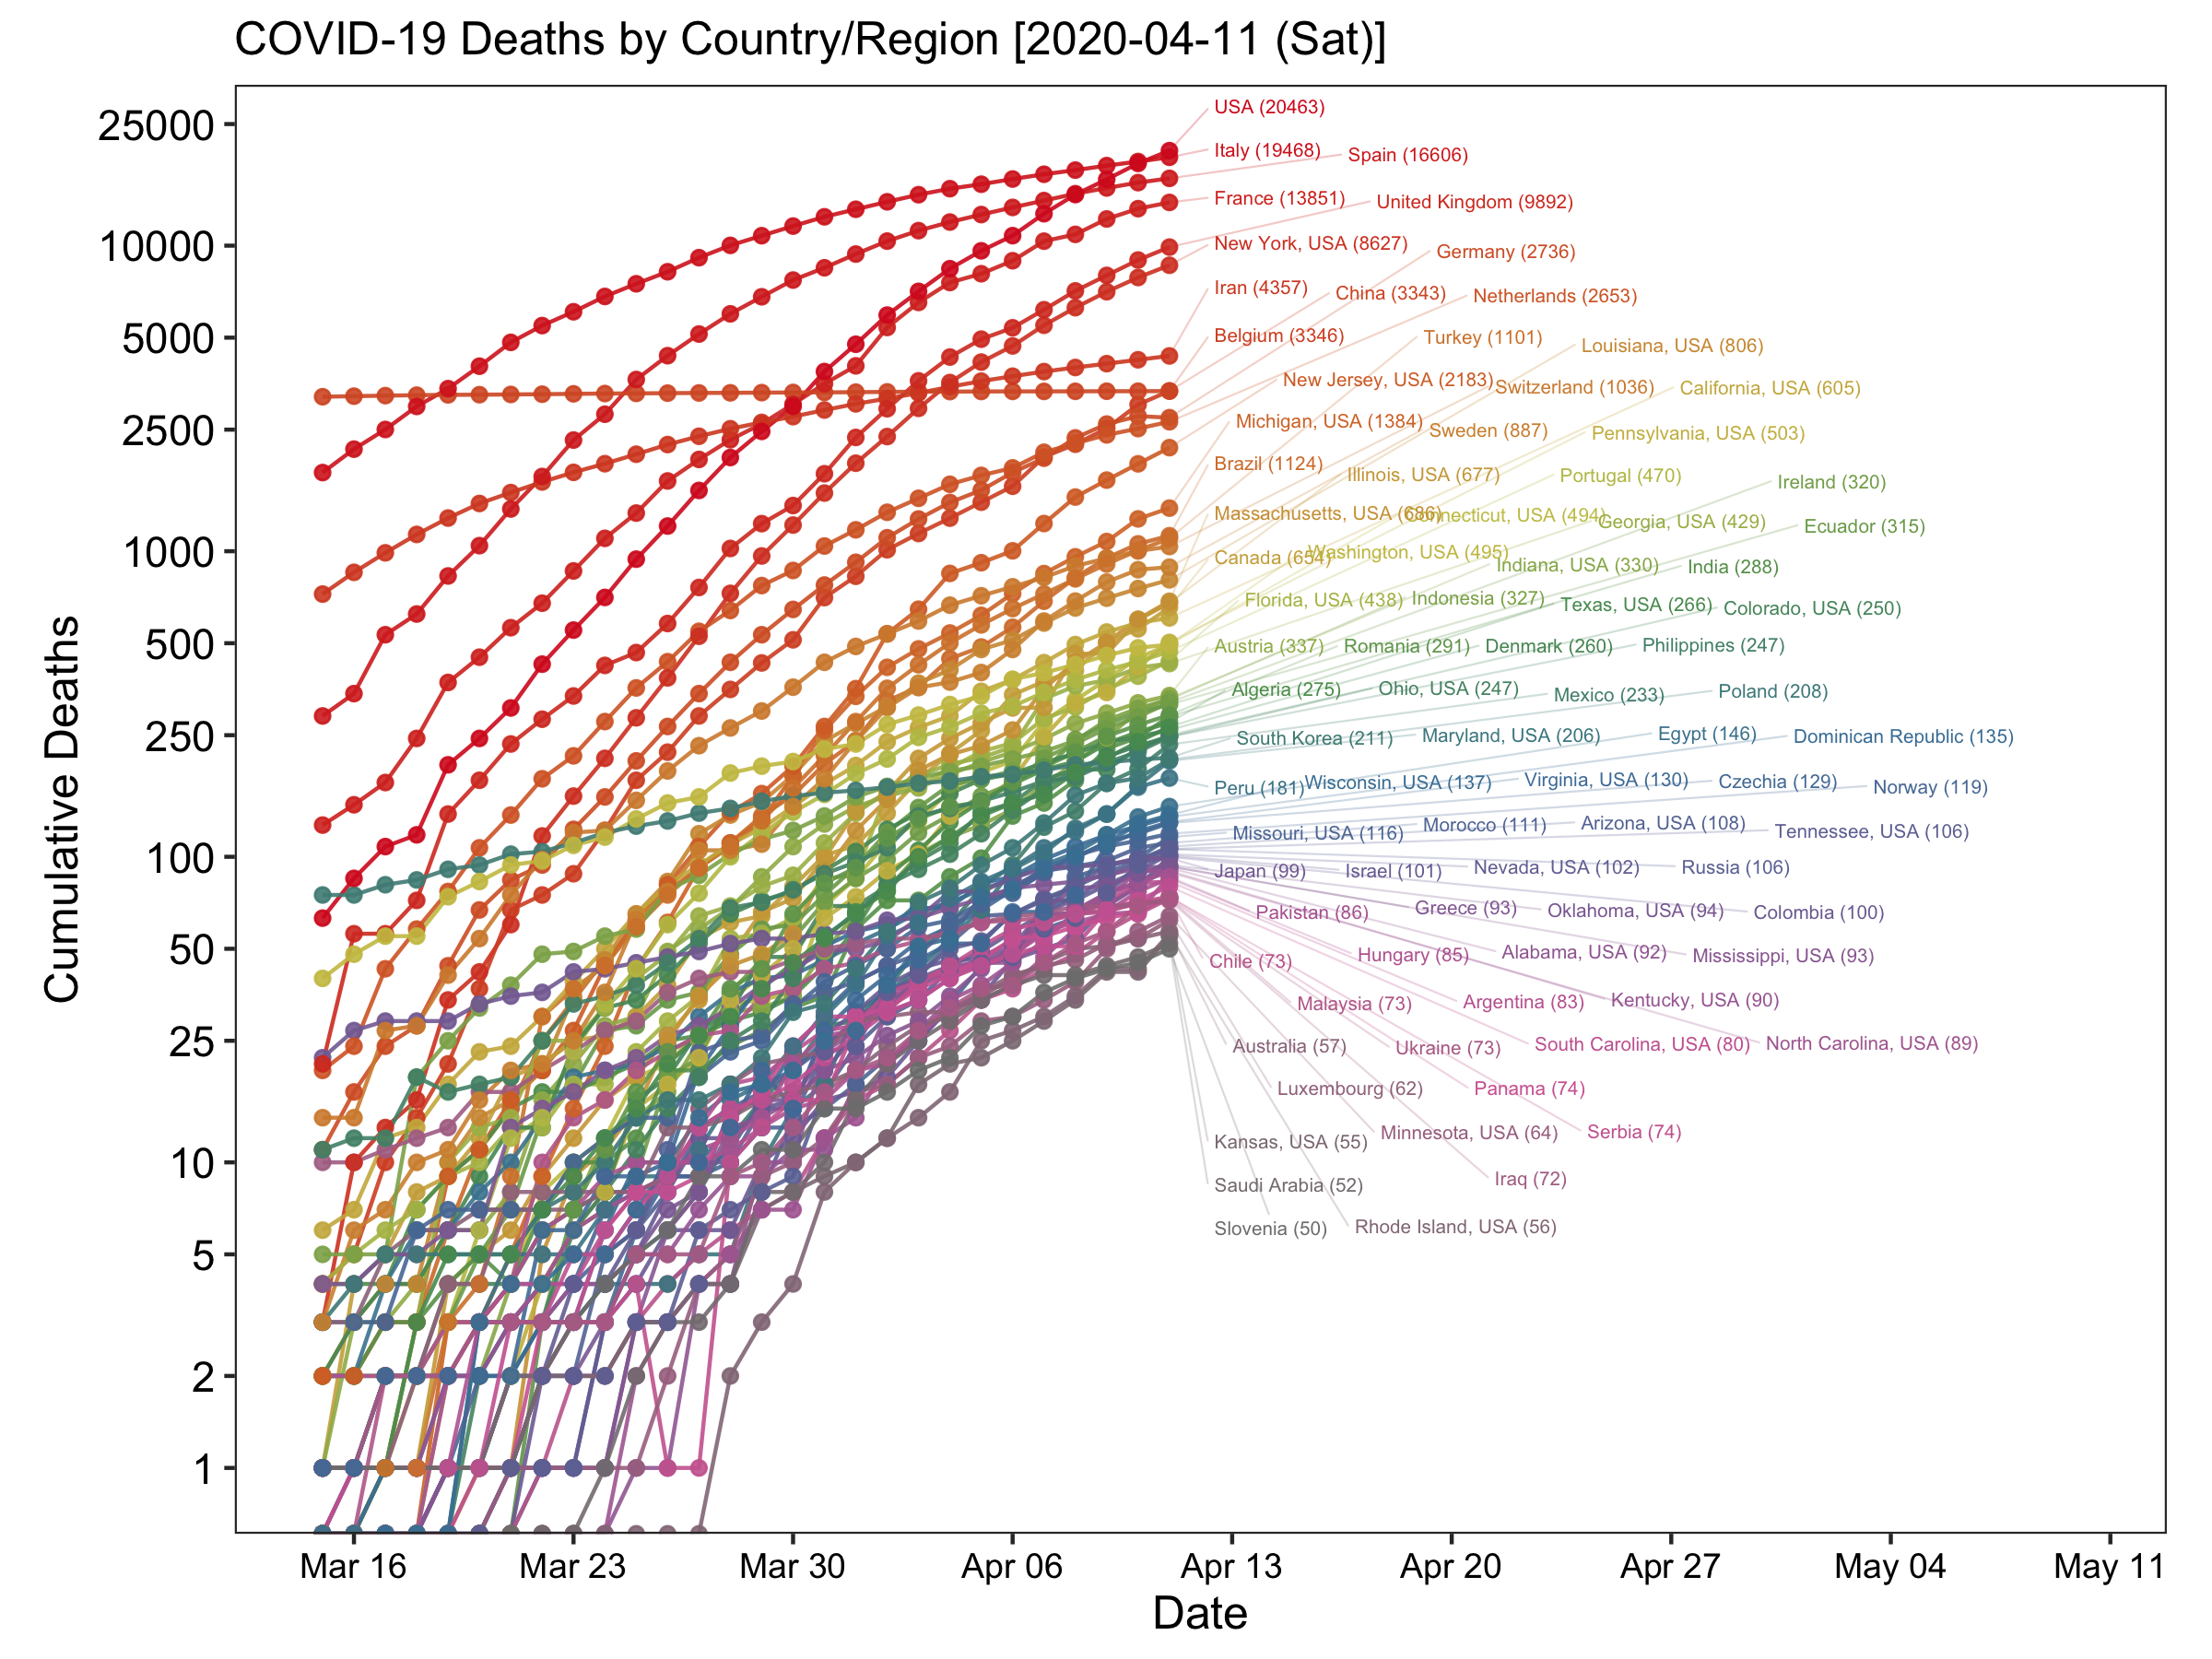 COVID-19 Deaths by Country/Region [2020-04-11 (Sat)]
Cumulative Deaths
25000
10000
5000
2500
1000
500
250
100
50
25
10
5
2
1
USA (20463)
Italy (19468)
Spain (16606)
France (13851)
United Kingdom (9892)
New York, USA (8627)
Germany (2736)
Iran (4357)
China (3343)
Netherlands (2653)
Belgium (3346)
Turkey (1101)
Louisiana, USA (806)
New Jersey, USA (2183)
Switzerland (1036)
California, USA (605)
Michigan, USA (1384)
Sweden (887)
Pennsylvania, USA (503)
Brazil (1124)
Illinois, USA (677)
Portugal (470)
Ireland (320)
Massachusetts, USA (686)
Connecticut, USA (494)
Georgia, USA (429)
Ecuador (315)
Canada (654)
Washington, USA (495)
Indiana, USA (330)
India (288)
Florida, USA (438)
Indonesia (327)
Texas, USA (266)
Colorado, USA (250)
Austria (337)
Romania (291)
Denmark (260)
Philippines (247)
Algeria (275)
Ohio, USA (247)
Mexico (233)
Poland (208)
South Korea (211)
Maryland, USA (206)
Egypt (146)
Dominican Republic (135)
Peru (181)
Wisconsin, USA (137)
Virginia, USA (130)
Czechia (129)
Norway (119)
Missouri, USA (116)
Morocco (111)
Arizona, USA (108)
Tennessee, USA (106)
Japan (99)
Israel (101)
Nevada, USA (102)
Russia (106)
Pakistan (86)
Greece (93)
Oklahoma, USA (94)
Colombia (100)
Chile (73)
Hungary (85)
Alabama, USA (92)
Mississippi, USA (93)
Malaysia (73)
Argentina (83)
Kentucky, USA (90)
Australia (57)
Ukraine (73)
South Carolina, USA (80)
North Carolina, USA (89)
Luxembourg (62)
Panama (74)
Kansas, USA (55)
Minnesota, USA (64)
Serbia (74)
Saudi Arabia (52)
Iraq (72)
Slovenia (50)
Rhode Island, USA (56)
Mar 16
Mar 23
Mar 30
Apr 06
Apr 13
Apr 20
Apr 27
May 04
May 11
Date